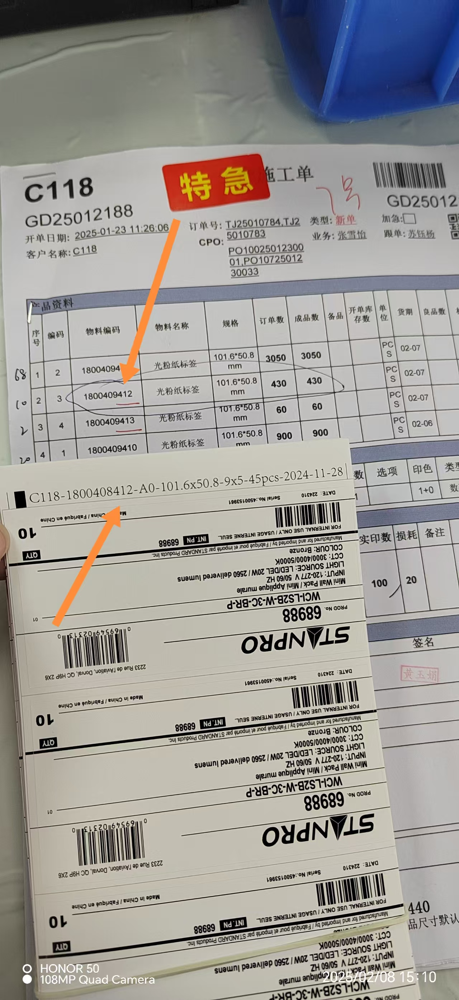 C118
特急
施工单
7号
GD25012188
GD25012
开单日期: 2025-01-23 11:26:06
订单号: TJ25010784,TJ2
5010783
类型: 新单
加急:
客户名称: C118
CPO:
PO10025012300
01,PO10725012
30033
业务: 张雪怡
跟单: 苏钰杨
产品资料
序号 编码 物料编码 物料名称 规格 订单数 成品数 备品 开单库存数 单位 货期 良品数
68 1 2 18004094 光粉纸标签 101.6*50.8 mm 3050 3050 PCS 02-07
10 2 3 1800409412 光粉纸标签 101.6*50.8 mm 430 430 PCS 02-07
2 3 4 1800409413 光粉纸标签 101.6*50.8 mm 60 60 PCS 02-07
20 4 1 1800409410 光粉纸标签 101.6*50.8 mm 900 900 PCS 02-06
数 选项 印色 类型
1 1+0 数
实印数 损耗 备注
100 20
签名
黄玉娟
440
品尺寸默认
C118-1800408412-A0-101.6x50.8-9x5-45pcs-2024-11-28
DATE: 224310
Serial No.:4500153961
China / Fabriqué en Chine
10
QTY
FOR INTERNAL USE ONLY / USAGE INTERNE SEUL.
INT. PN 68988
Manufactured for and Imported by / Fabriqué pour et importé par STANDARD Products Inc.
COLOUR: Bronze
CCT: 3000/4000/5000K
LIGHT SOURCE: LED/DEL 20W / 2560 delivered lumens
INPUT: 120-277 V 50/60 HZ
Mini Wall Pack / Mini Applique murale
WCI-LS2B-W-3C-BR-P
01
PROD No. 68988
STANPRO
0 69549 02313 0
2233 Rue de l'Aviation, Dorval, QC H9P 2X6
DATE: 224310
Serial No.:4500153961
Made in China / Fabriqué en Chine
10
QTY
FOR INTERNAL USE ONLY / USAGE INTERNE SEUL.
INT. PN 68988
Manufactured for and Imported by / Fabriqué pour et importé par STANDARD Products Inc.
COLOUR: Bronze
CCT: 3000/4000/5000K
LIGHT SOURCE: LED/DEL 20W / 2560 delivered lumens
INPUT: 120-277 V 50/60 HZ
Mini Wall Pack / Mini Applique murale
WCI-LS2B-W-3C-BR-P
01
PROD No. 68988
STANPRO
0 69549 02313 0
2233 Rue de l'Aviation, Dorval, QC H9P 2X6
DATE: 224310
Serial No.:4500153961
Made in China / Fabriqué en Chine
10
QTY
FOR INTERNAL USE ONLY / USAGE INTERNE SEUL.
INT. PN 68988
Manufactured for and Imported by / Fabriqué pour et importé par STANDARD Products Inc.
CCT: 3000/4000/5000K
LIGHT SOURCE: LED/DEL 20W / 2560 delivered lumens
INPUT: 120-277 V 50/60 HZ
Mini Wall Pack / Mini Applique murale
WCI-LS2B-W-3C-BR-P
PROD No.
HONOR 50
108MP Quad Camera
2025/02/08 15:10